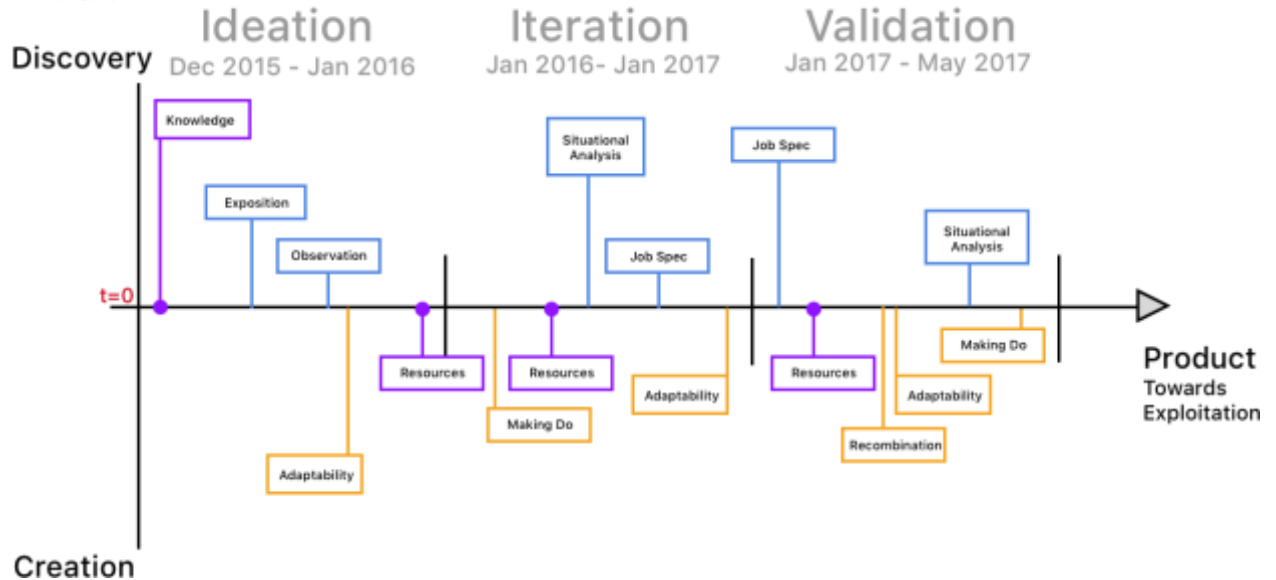 Ideation
Dec 2015 - Jan 2016
Iteration
Jan 2016- Jan 2017
Validation
Jan 2017 - May 2017
Discovery
Knowledge
Exposition
Observation
Situational
Analysis
Job Spec
Job Spec
Situational
Analysis
t=0
Resources
Making Do
Adaptability
Resources
Adaptability
Resources
Recombination
Adaptability
Making Do
Product
Towards
Exploitation
Creation